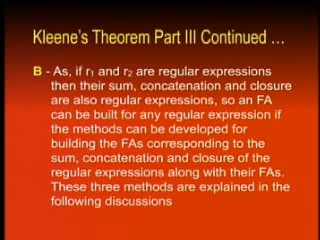 Kleene's Theorem Part III Continued …
B - As, if r₁ and r₂ are regular expressions
then their sum, concatenation and closure
are also regular expressions, so an FA
can be built for any regular expression if
the methods can be developed for
building the FAs corresponding to the
sum, concatenation and closure of the
regular expressions along with their FAs.
These three methods are explained in the
following discussions